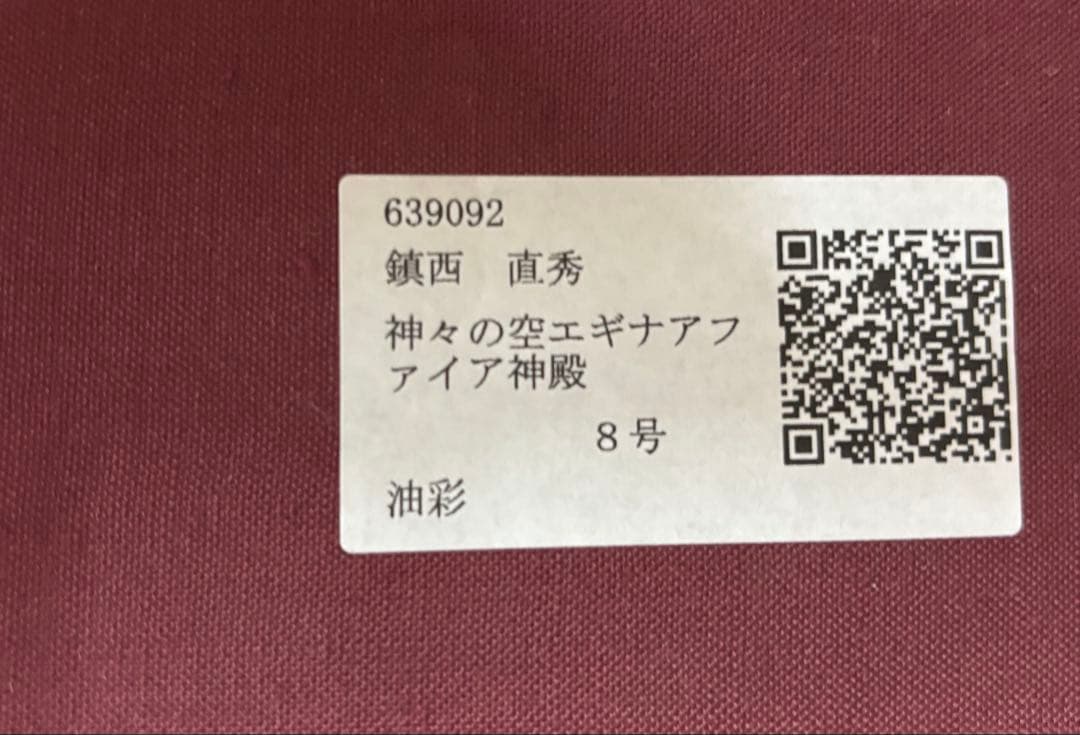 639092
鎮西　直秀
神々の空エギナアフ
ァイア神殿
８号
油彩